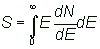 S = ∫₀^∞ E dN/dE dE